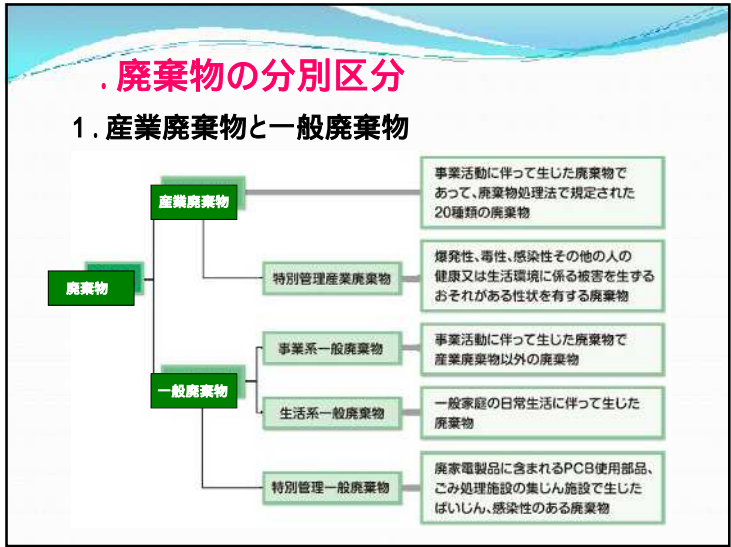 .廃棄物の分別区分
1.産業廃棄物と一般廃棄物
廃棄物
産業廃棄物
事業活動に伴って生じた廃棄物で
あって、廃棄物処理法で規定された
20種類の廃棄物
特別管理産業廃棄物
爆発性、毒性、感染性その他の人の
健康又は生活環境に係る被害を生ずる
おそれがある性状を有する廃棄物
一般廃棄物
事業系一般廃棄物
事業活動に伴って生じた廃棄物で
産業廃棄物以外の廃棄物
生活系一般廃棄物
一般家庭の日常生活に伴って生じた
廃棄物
特別管理一般廃棄物
廃家電製品に含まれるPCB使用部品、
ごみ処理施設の集じん施設で生じた
ばいじん、感染性のある廃棄物